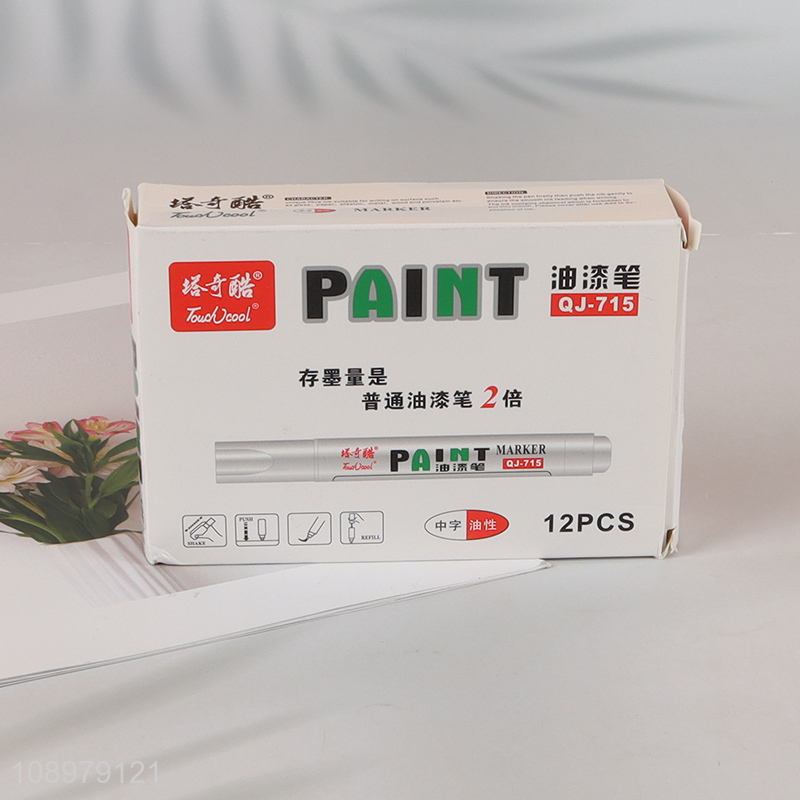 塔奇酷®
Touchcool
CHARACTER
MARKER
DIRECTION
塔奇酷®
Touchcool
PAINT
油漆笔
QJ-715
存墨量是
普通油漆笔2倍
塔奇酷®
Touchcool
PAINT
油漆笔
MARKER
QJ-715
SHAKE
PUSH
REFILL
中字 油性
12PCS
108979121